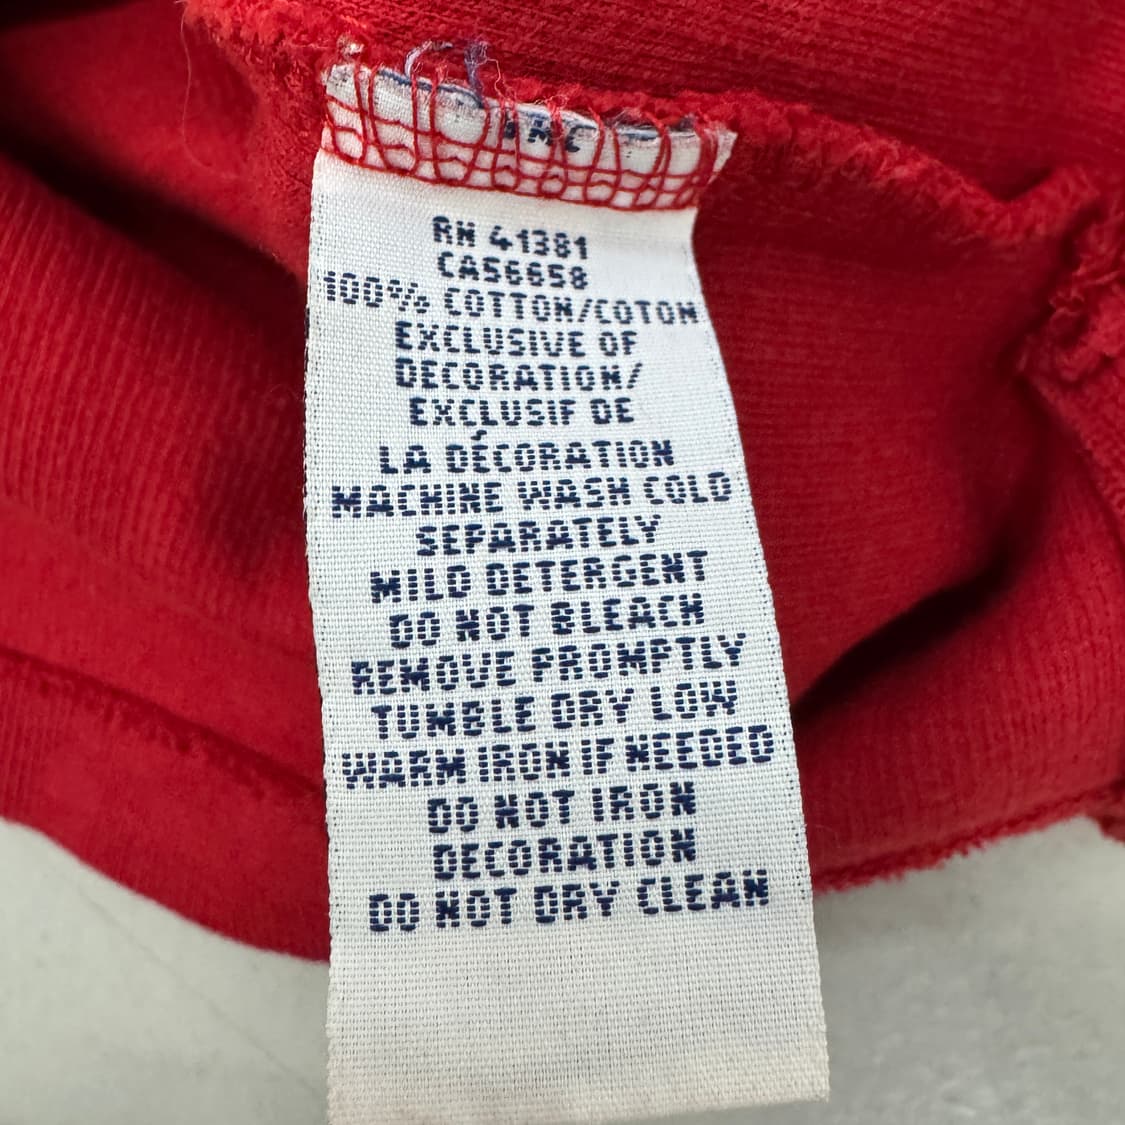 RN 41381
CA56658
100% COTTON/COTON
EXCLUSIVE OF
DECORATION/
EXCLUSIF DE
LA DÉCORATION
MACHINE WASH COLD
SEPARATELY
MILD DETERGENT
DO NOT BLEACH
REMOVE PROMPTLY
TUMBLE DRY LOW
WARM IRON IF NEEDED
DO NOT IRON
DECORATION
DO NOT DRY CLEAN